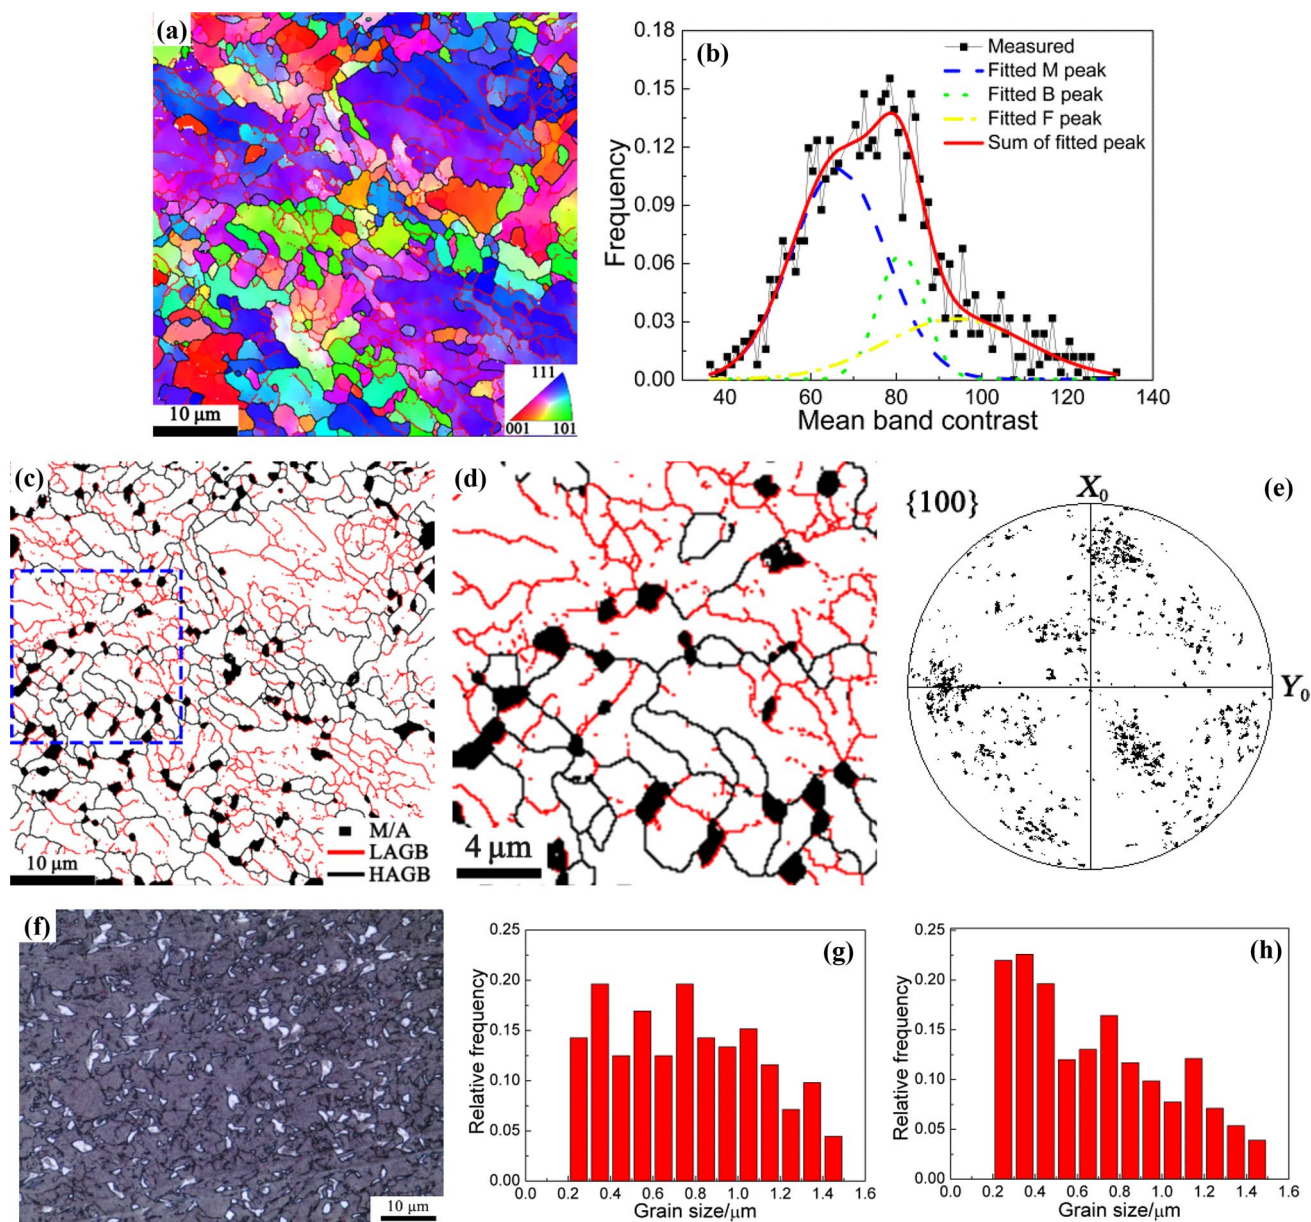 (a)
111
001 101
10 μm
(b)
Measured
Fitted M peak
Fitted B peak
Fitted F peak
Sum of fitted peak
Frequency
0.18
0.15
0.12
0.09
0.06
0.03
0.00
40 60 80 100 120 140
Mean band contrast
(c)
M/A
LAGB
HAGB
10 μm
(d)
4 μm
(e)
{100}
X0
Y0
(f)
10 μm
(g)
Relative frequency
0.25
0.20
0.15
0.10
0.05
0.00
0.0 0.2 0.4 0.6 0.8 1.0 1.2 1.4 1.6
Grain size/μm
(h)
Relative frequency
0.25
0.20
0.15
0.10
0.05
0.00
0.0 0.2 0.4 0.6 0.8 1.0 1.2 1.4 1.6
Grain size/μm